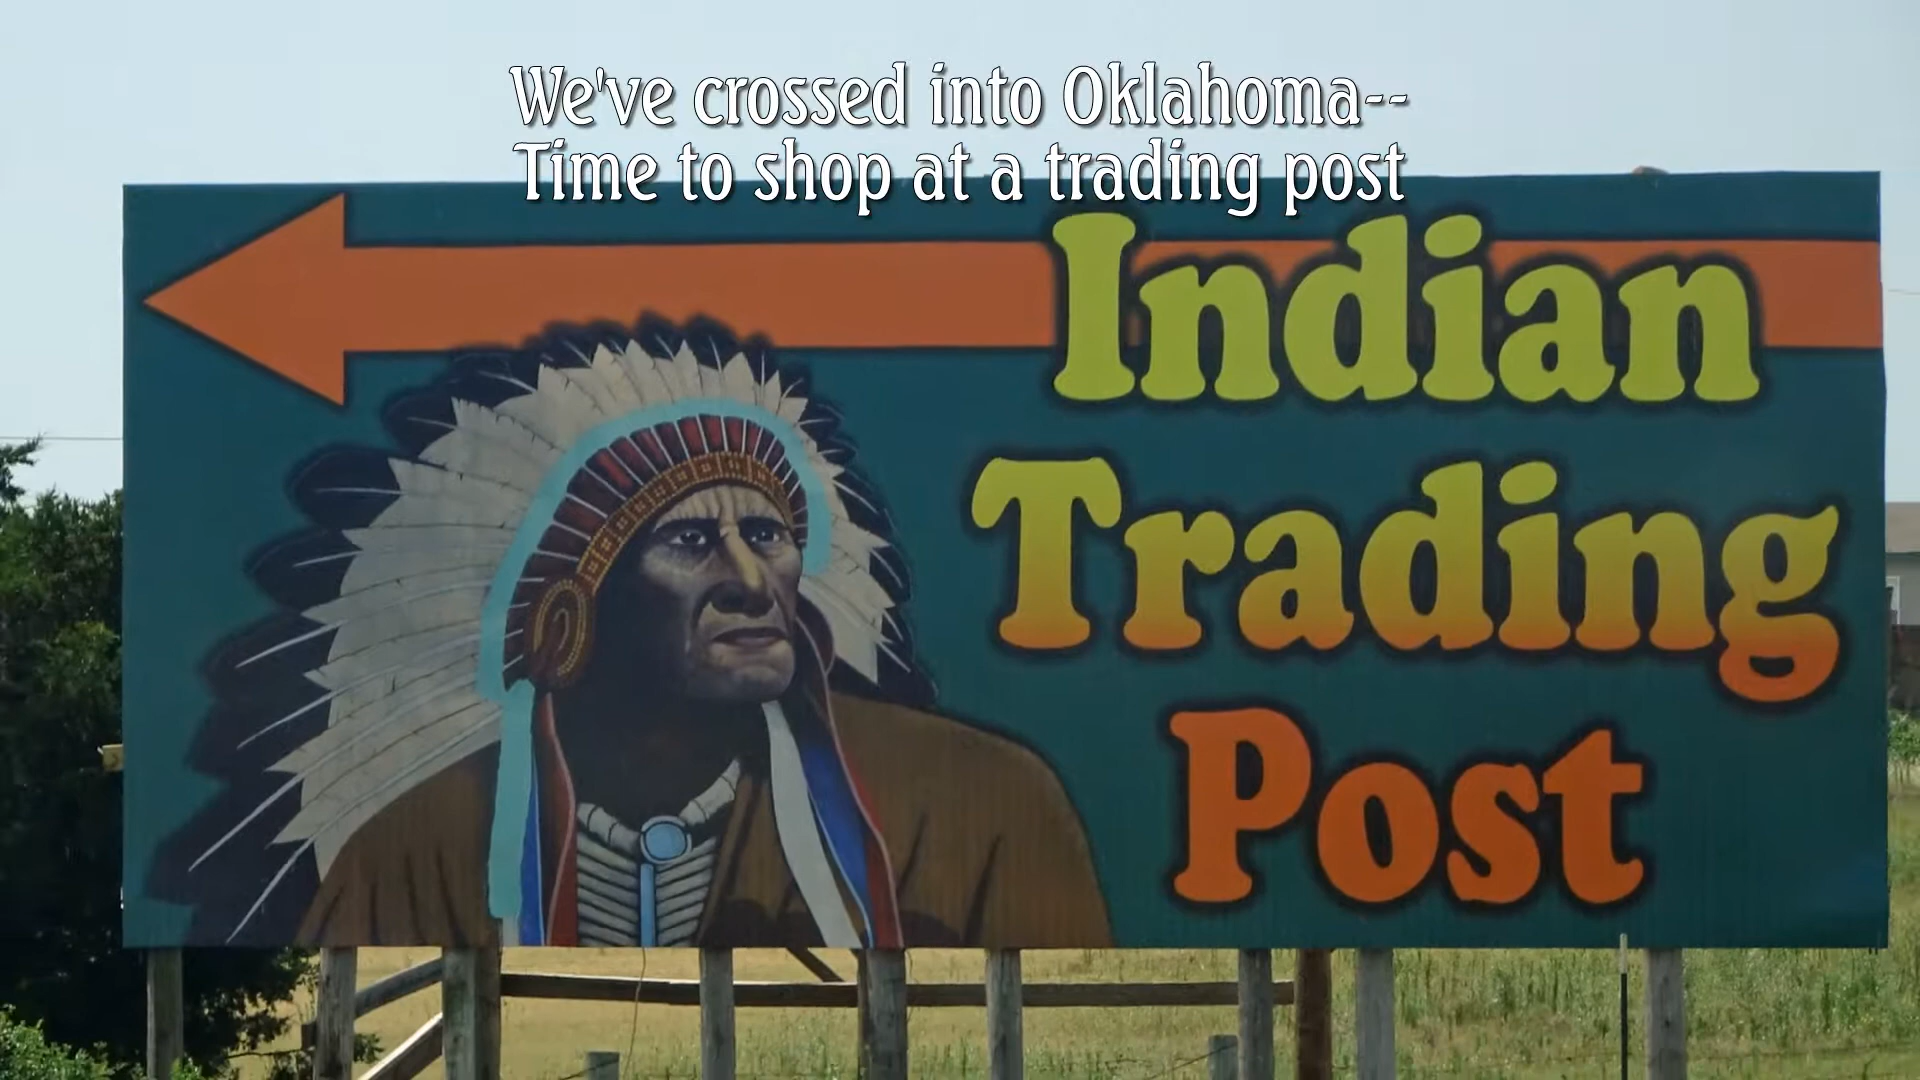 We've crossed into Oklahoma--
Time to shop at a trading post
Indian
Trading
Post